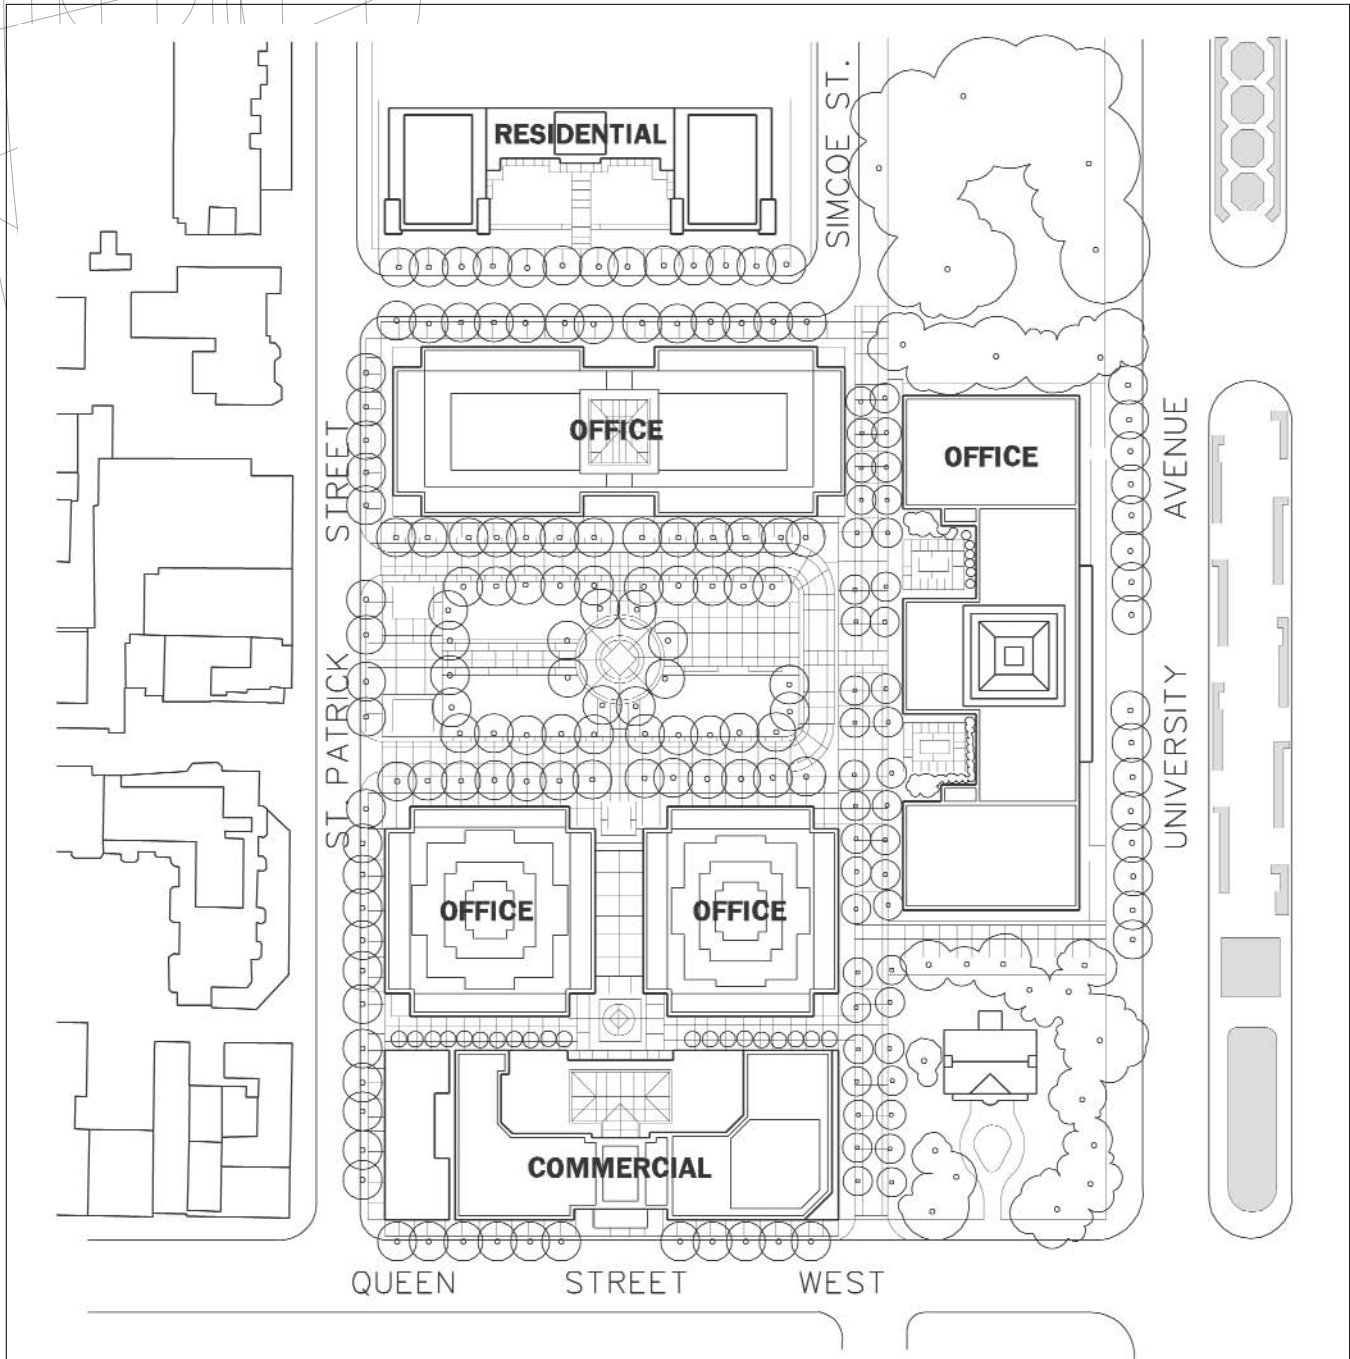 SIMCOE ST.
RESIDENTIAL
OFFICE
OFFICE
ST. PATRICK STREET
UNIVERSITY AVENUE
OFFICE
OFFICE
COMMERCIAL
QUEEN STREET WEST